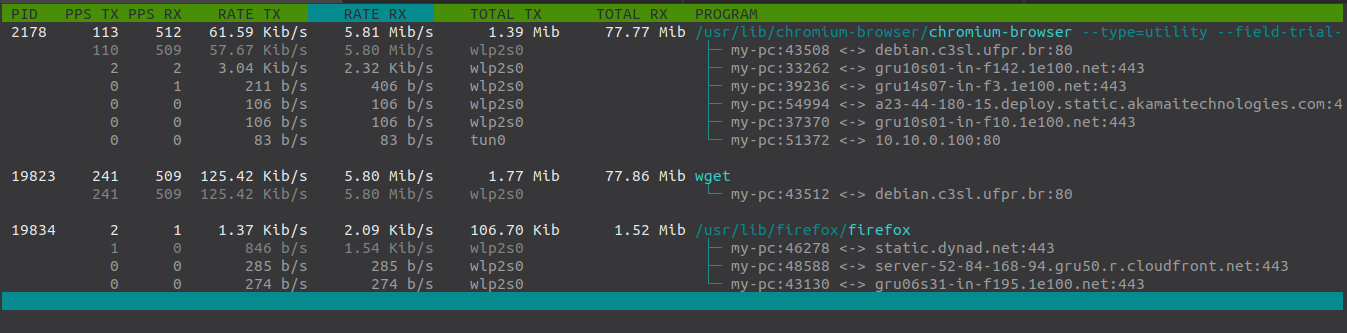 PID PPS TX PPS RX RATE TX RATE RX TOTAL TX TOTAL RX PROGRAM
2178 113 512 61.59 Kib/s 5.81 Mib/s 1.39 Mib 77.77 Mib /usr/lib/chromium-browser/chromium-browser --type=utility --field-trial-
110 509 57.67 Kib/s 5.80 Mib/s wlp2s0 my-pc:43508 <-> debian.c3sl.ufpr.br:80
2 2 3.04 Kib/s 2.32 Kib/s wlp2s0 my-pc:33262 <-> gru10s01-in-f142.1e100.net:443
0 1 211 b/s 406 b/s wlp2s0 my-pc:39236 <-> gru14s07-in-f3.1e100.net:443
0 0 106 b/s 106 b/s wlp2s0 my-pc:54994 <-> a23-44-180-15.deploy.static.akamaitechnologies.com:4
0 0 106 b/s 106 b/s wlp2s0 my-pc:37370 <-> gru10s01-in-f10.1e100.net:443
0 0 83 b/s 83 b/s tun0 my-pc:51372 <-> 10.10.0.100:80
19823 241 509 125.42 Kib/s 5.80 Mib/s 1.77 Mib 77.86 Mib wget
241 509 125.42 Kib/s 5.80 Mib/s wlp2s0 my-pc:43512 <-> debian.c3sl.ufpr.br:80
19834 2 1 1.37 Kib/s 2.09 Kib/s 106.70 Kib 1.52 Mib /usr/lib/firefox/firefox
1 0 846 b/s 1.54 Kib/s wlp2s0 my-pc:46278 <-> static.dynad.net:443
0 0 285 b/s 285 b/s wlp2s0 my-pc:48588 <-> server-52-84-168-94.gru50.r.cloudfront.net:443
0 0 274 b/s 274 b/s wlp2s0 my-pc:43130 <-> gru06s31-in-f195.1e100.net:443